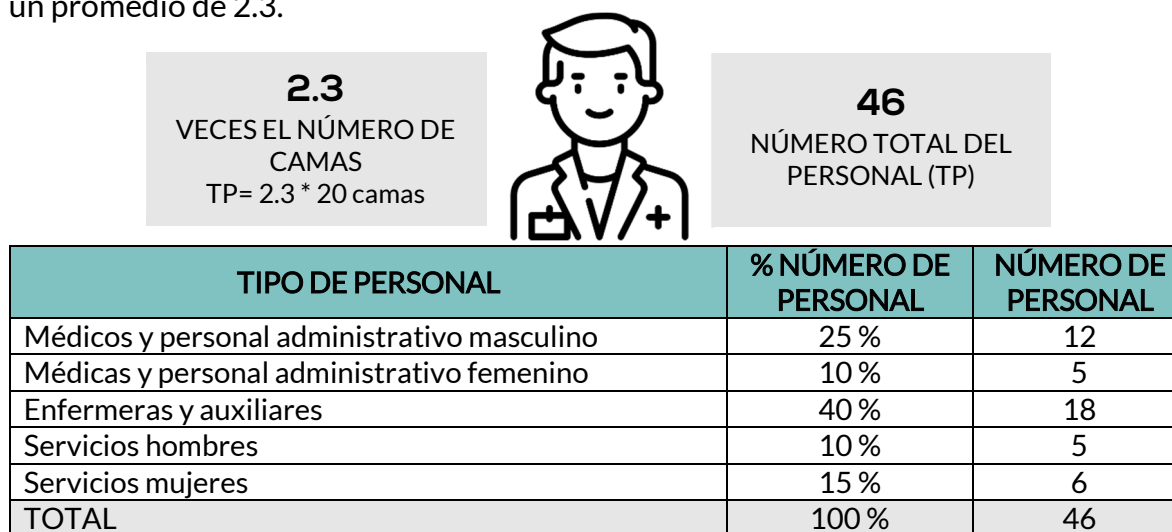 un promedio de 2.3.
2.3
VECES EL NÚMERO DE
CAMAS
TP= 2.3 * 20 camas
46
NÚMERO TOTAL DEL
PERSONAL (TP)
TIPO DE PERSONAL % NÚMERO DE PERSONAL NÚMERO DE PERSONAL
Médicos y personal administrativo masculino 25 % 12
Médicas y personal administrativo femenino 10 % 5
Enfermeras y auxiliares 40 % 18
Servicios hombres 10 % 5
Servicios mujeres 15 % 6
TOTAL 100 % 46